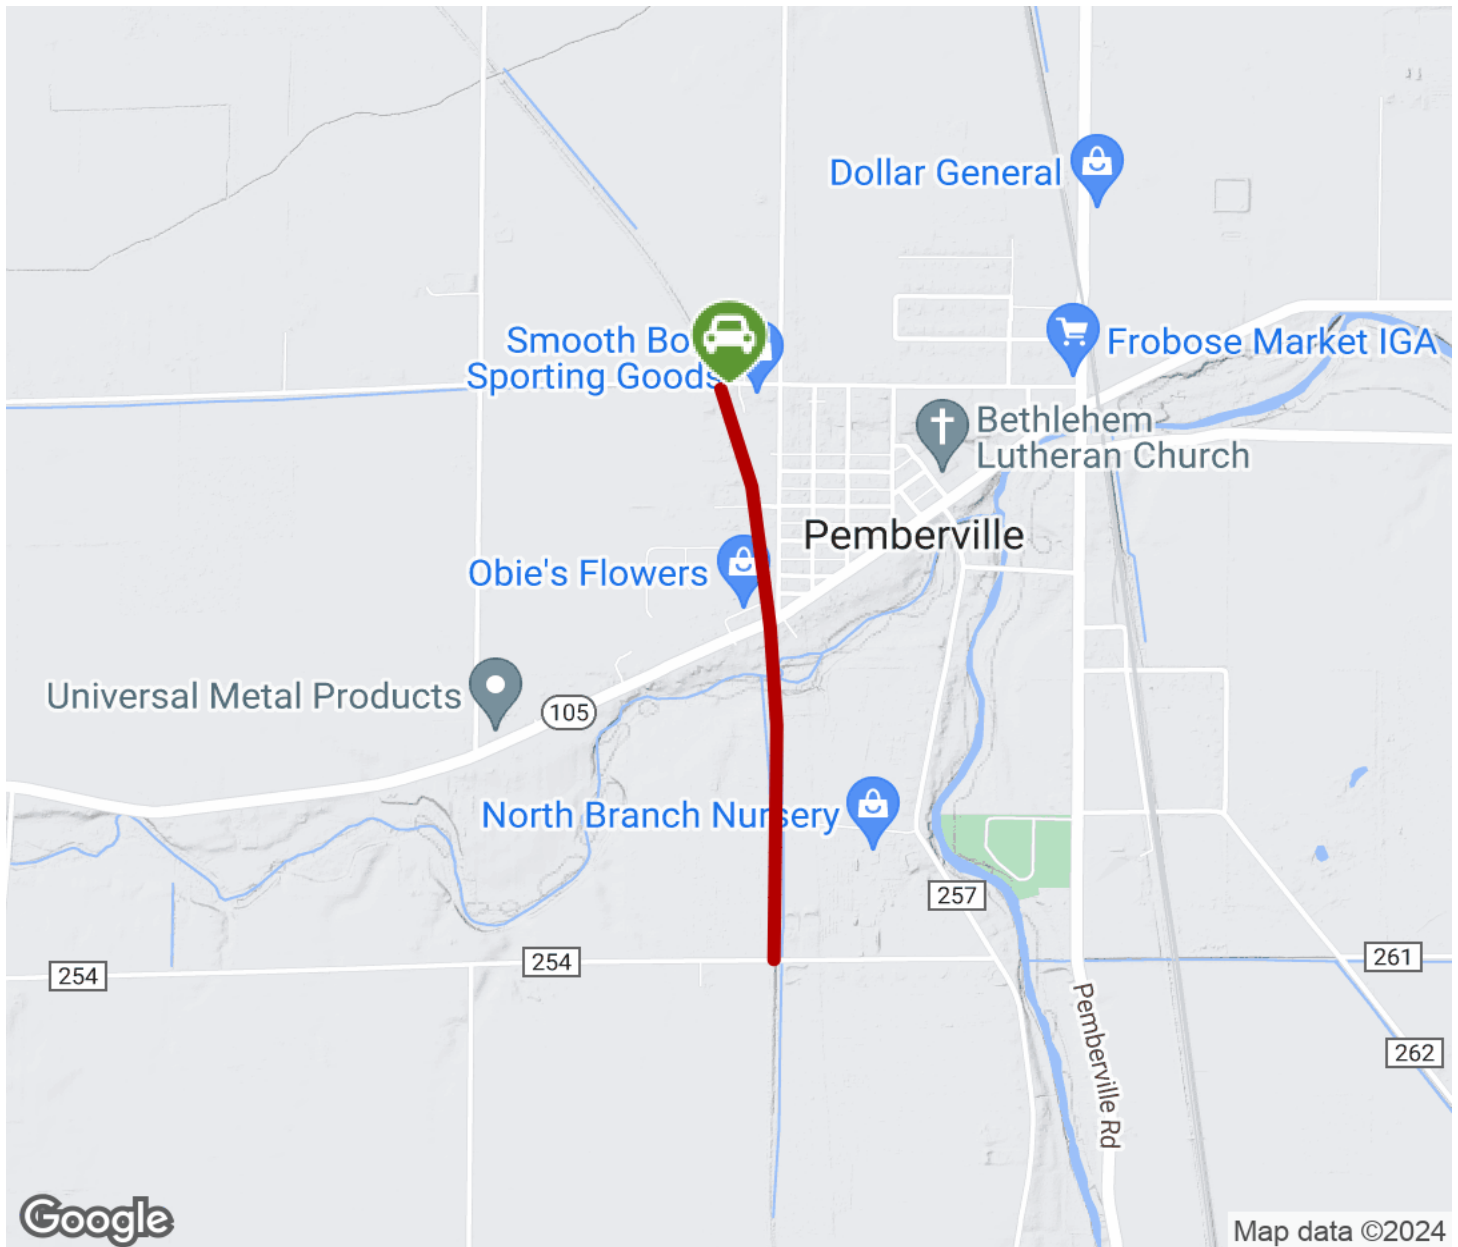 Dollar General
Smooth Bo
Sporting Goods
Frobose Market IGA
Bethlehem
Lutheran Church
Pemberville
Obie's Flowers
Universal Metal Products
105
North Branch Nursery
257
254
254
261
262
Pemberville Rd
Google
Map data ©2024